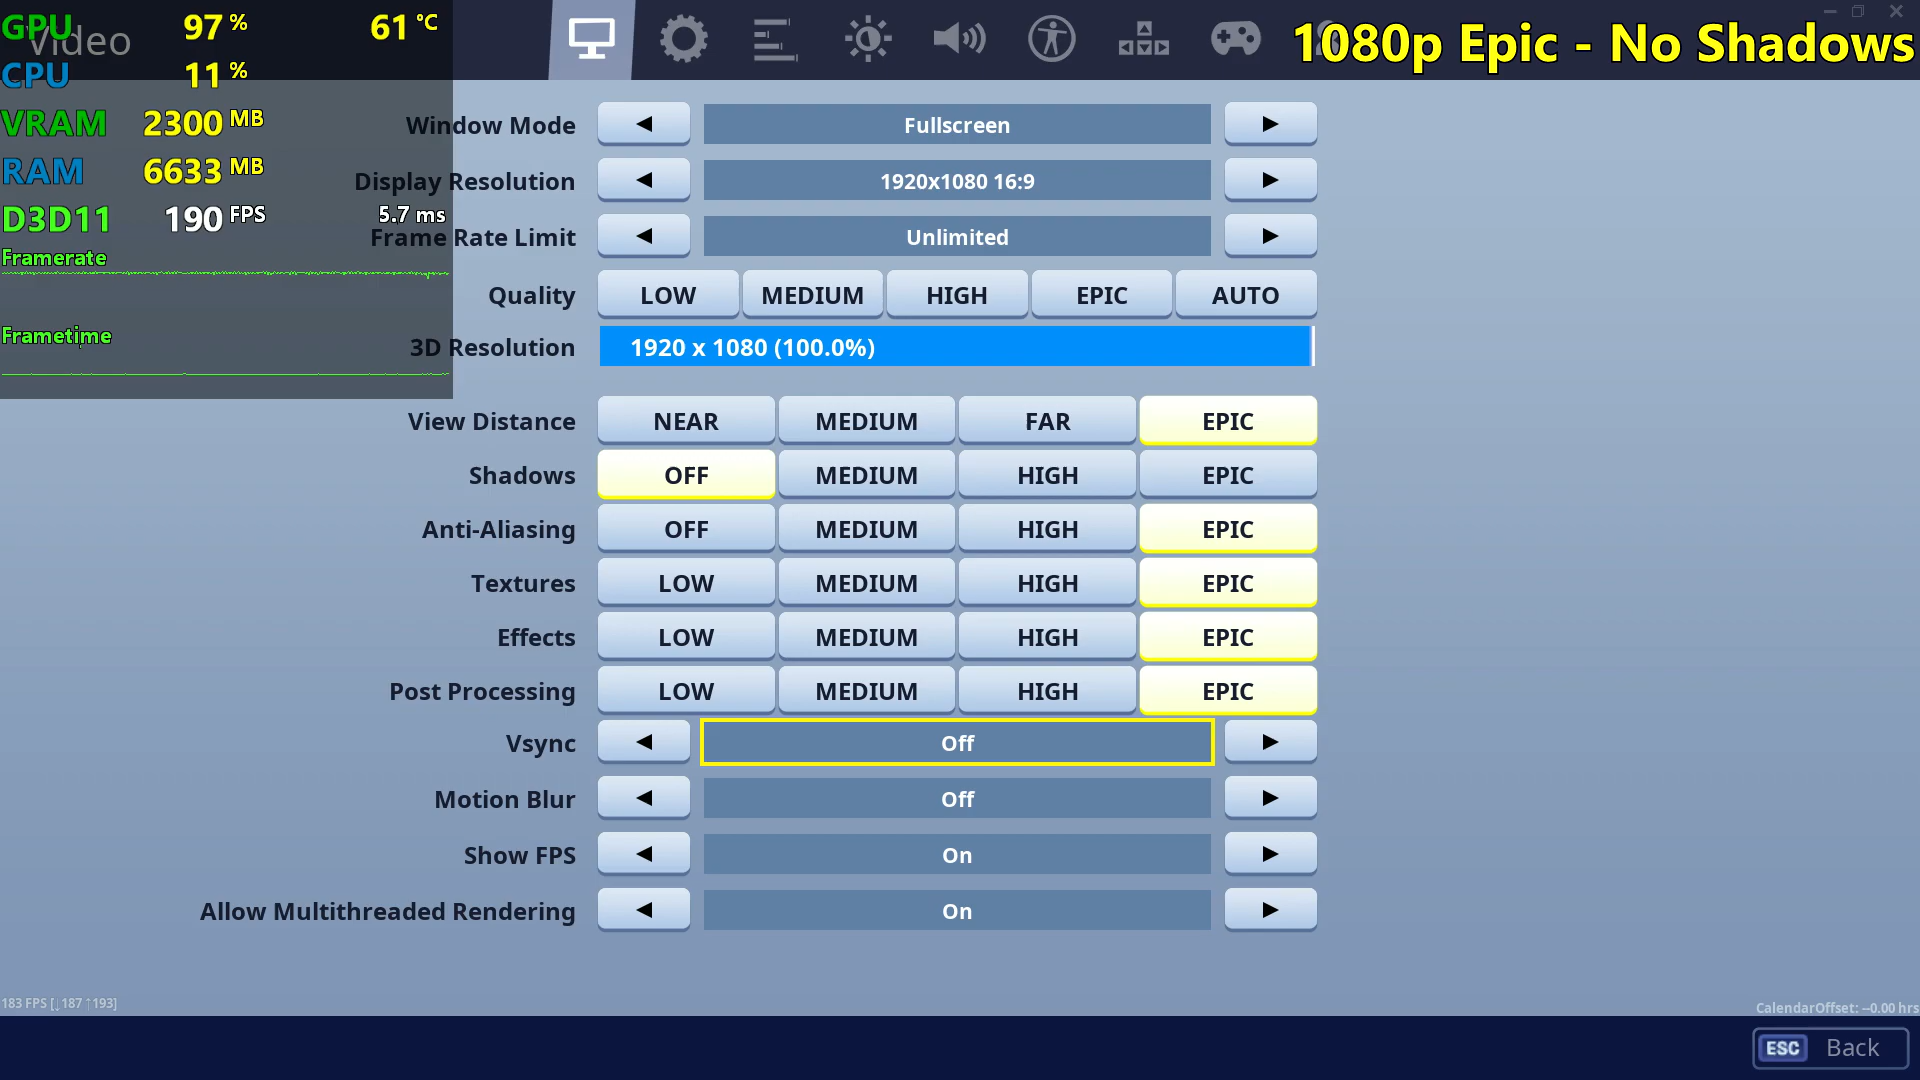 GPU 97 % 61 °C
Video
1080p Epic - No Shadows
CPU 11 %
VRAM 2300 MB
RAM 6633 MB
D3D11 190 FPS 5.7 ms
Framerate
Frametime
Window Mode ◀ Fullscreen ▶
Display Resolution ◀ 1920x1080 16:9 ▶
Frame Rate Limit ◀ Unlimited ▶
Quality LOW MEDIUM HIGH EPIC AUTO
3D Resolution 1920 x 1080 (100.0%)
View Distance NEAR MEDIUM FAR EPIC
Shadows OFF MEDIUM HIGH EPIC
Anti-Aliasing OFF MEDIUM HIGH EPIC
Textures LOW MEDIUM HIGH EPIC
Effects LOW MEDIUM HIGH EPIC
Post Processing LOW MEDIUM HIGH EPIC
Vsync ◀ Off ▶
Motion Blur ◀ Off ▶
Show FPS ◀ On ▶
Allow Multithreaded Rendering ◀ On ▶
183 FPS [↓187 ↑193]
CalendarOffset: --0.00 hrs
ESC Back